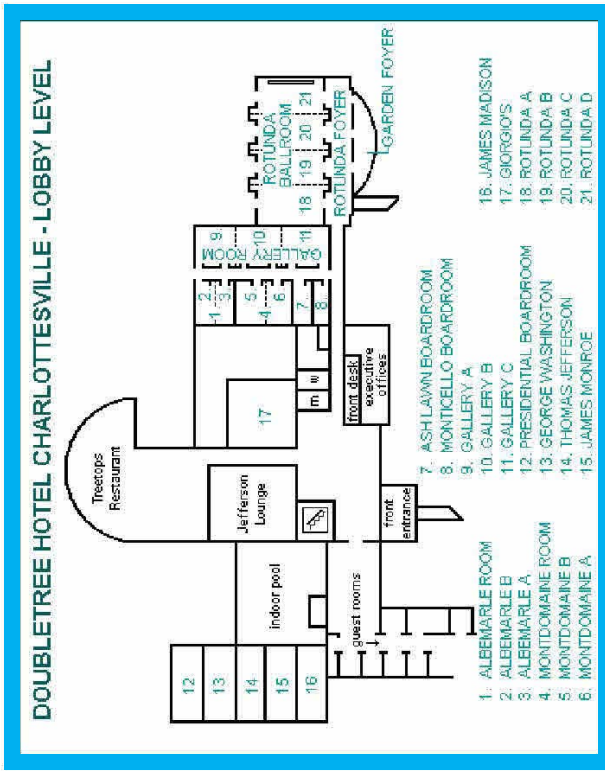 DOUBLETREE HOTEL CHARLOTTESVILLE - LOBBY LEVEL
Treetops
Restaurant
Jefferson
Lounge
indoor pool
12
13
14
15
16
guest rooms
front
entrance
17
m
w
front desk
executive
offices
1
2
3
4
5
6
7
8
9
10
11
GALLERY ROOM
ROTUNDA
BALLROOM
18
19
20
21
ROTUNDA FOYER
GARDEN FOYER
1. ALBEMARLE ROOM
2. ALBEMARLE B
3. ALBEMARLE A
4. MONTDOMAINE ROOM
5. MONTDOMAINE B
6. MONTDOMAINE A
7. ASH LAWN BOARDROOM
8. MONTICELLO BOARDROOM
9. GALLERY A
10. GALLERY B
11. GALLERY C
12. PRESIDENTIAL BOARDROOM
13. GEORGE WASHINGTON
14. THOMAS JEFFERSON
15. JAMES MONROE
16. JAMES MADISON
17. GIORGIO'S
18. ROTUNDA A
19. ROTUNDA B
20. ROTUNDA C
21. ROTUNDA D